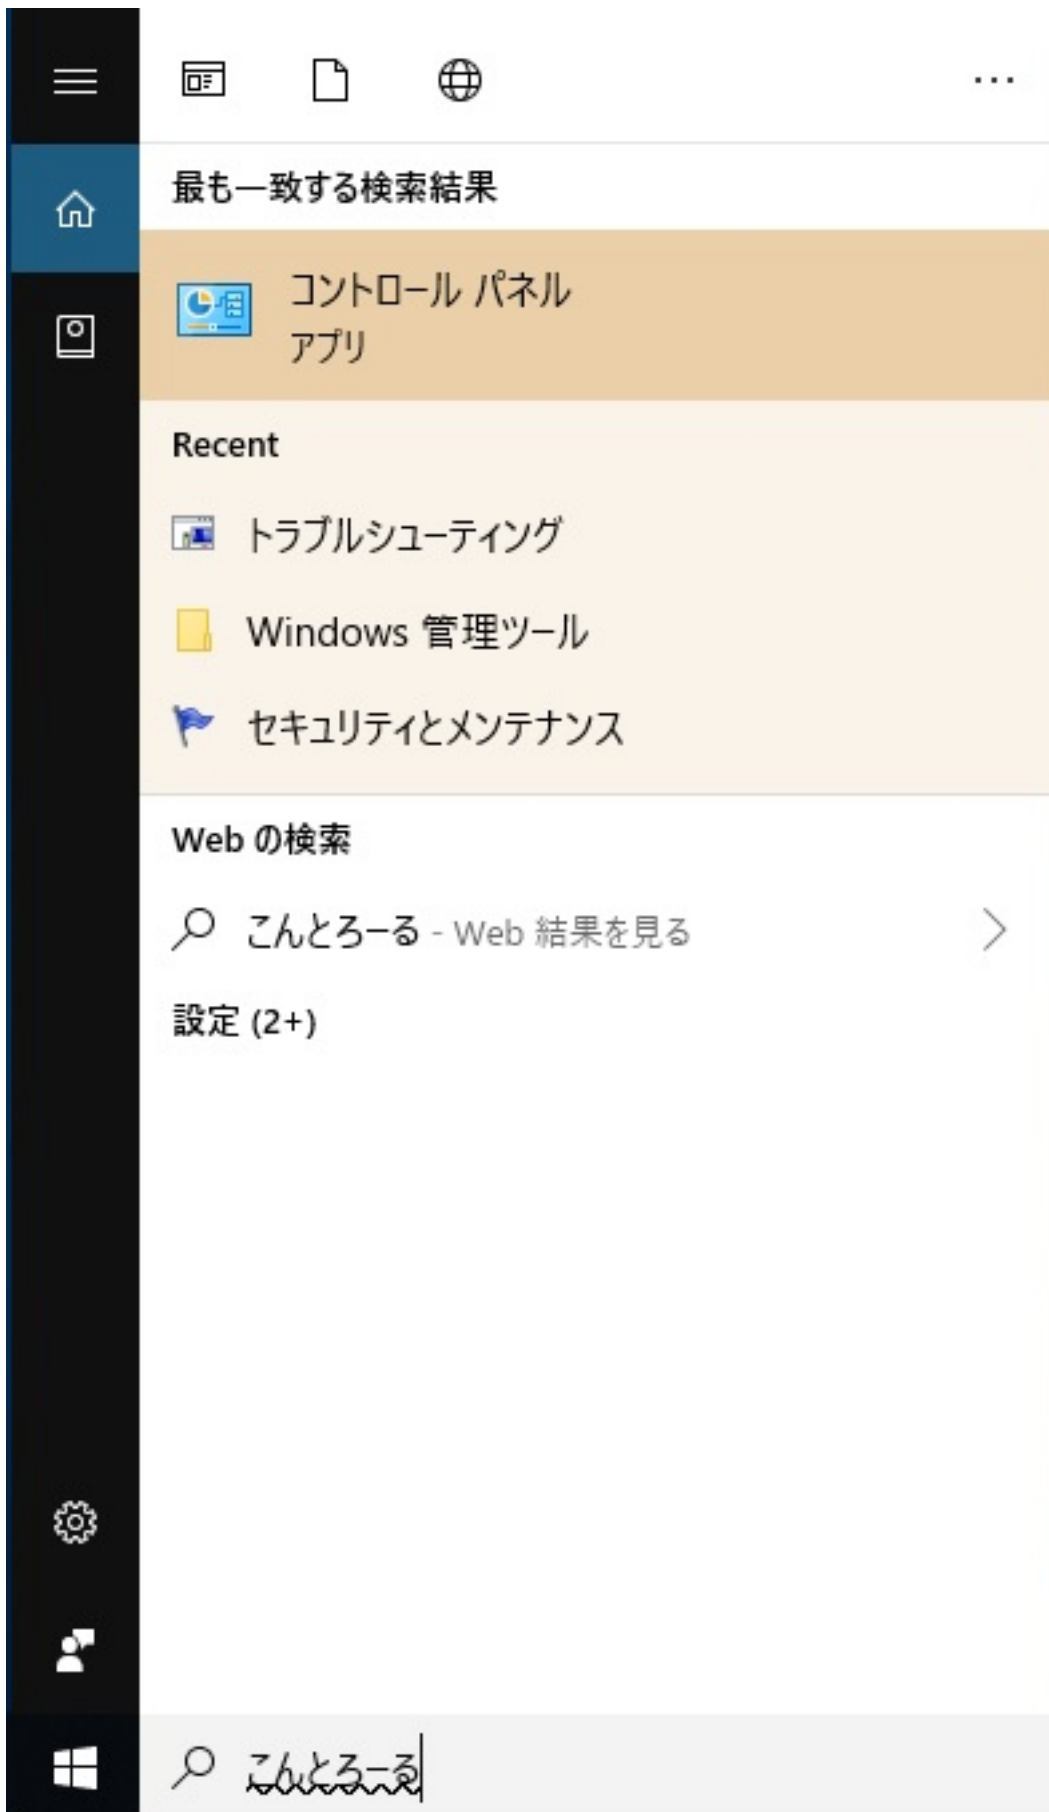 最も一致する検索結果
コントロール パネル
アプリ
Recent
トラブルシューティング
Windows 管理ツール
セキュリティとメンテナンス
Web の検索
こんとろーる - Web 結果を見る
設定 (2+)
こんとろーる